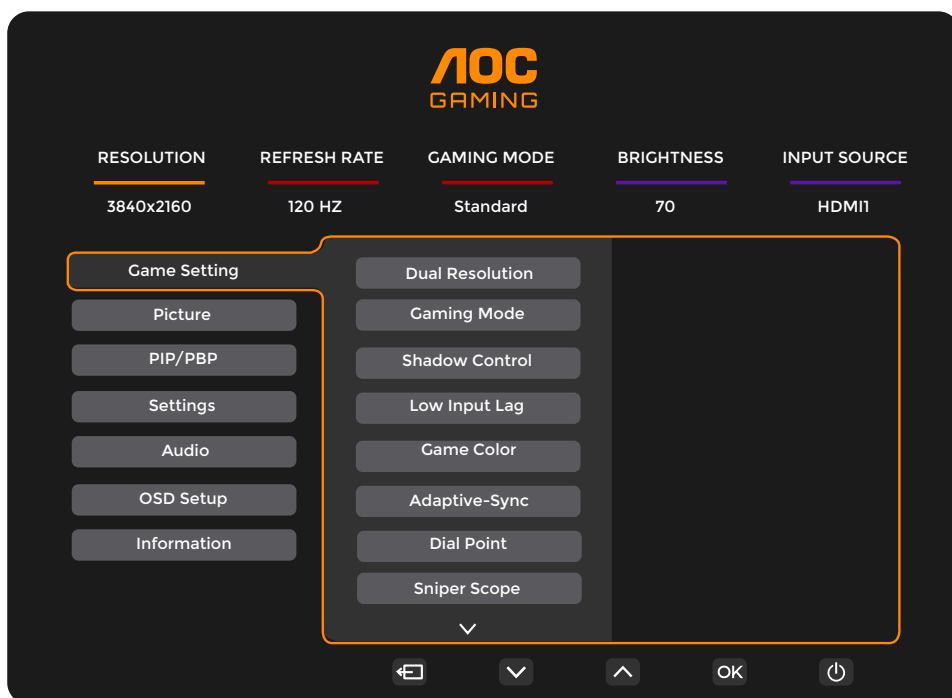 AOC
GAMING
RESOLUTION REFRESH RATE GAMING MODE BRIGHTNESS INPUT SOURCE
3840x2160 120 HZ Standard 70 HDMI1
Game Setting
Picture
PIP/PBP
Settings
Audio
OSD Setup
Information
Dual Resolution
Gaming Mode
Shadow Control
Low Input Lag
Game Color
Adaptive-Sync
Dial Point
Sniper Scope
OK